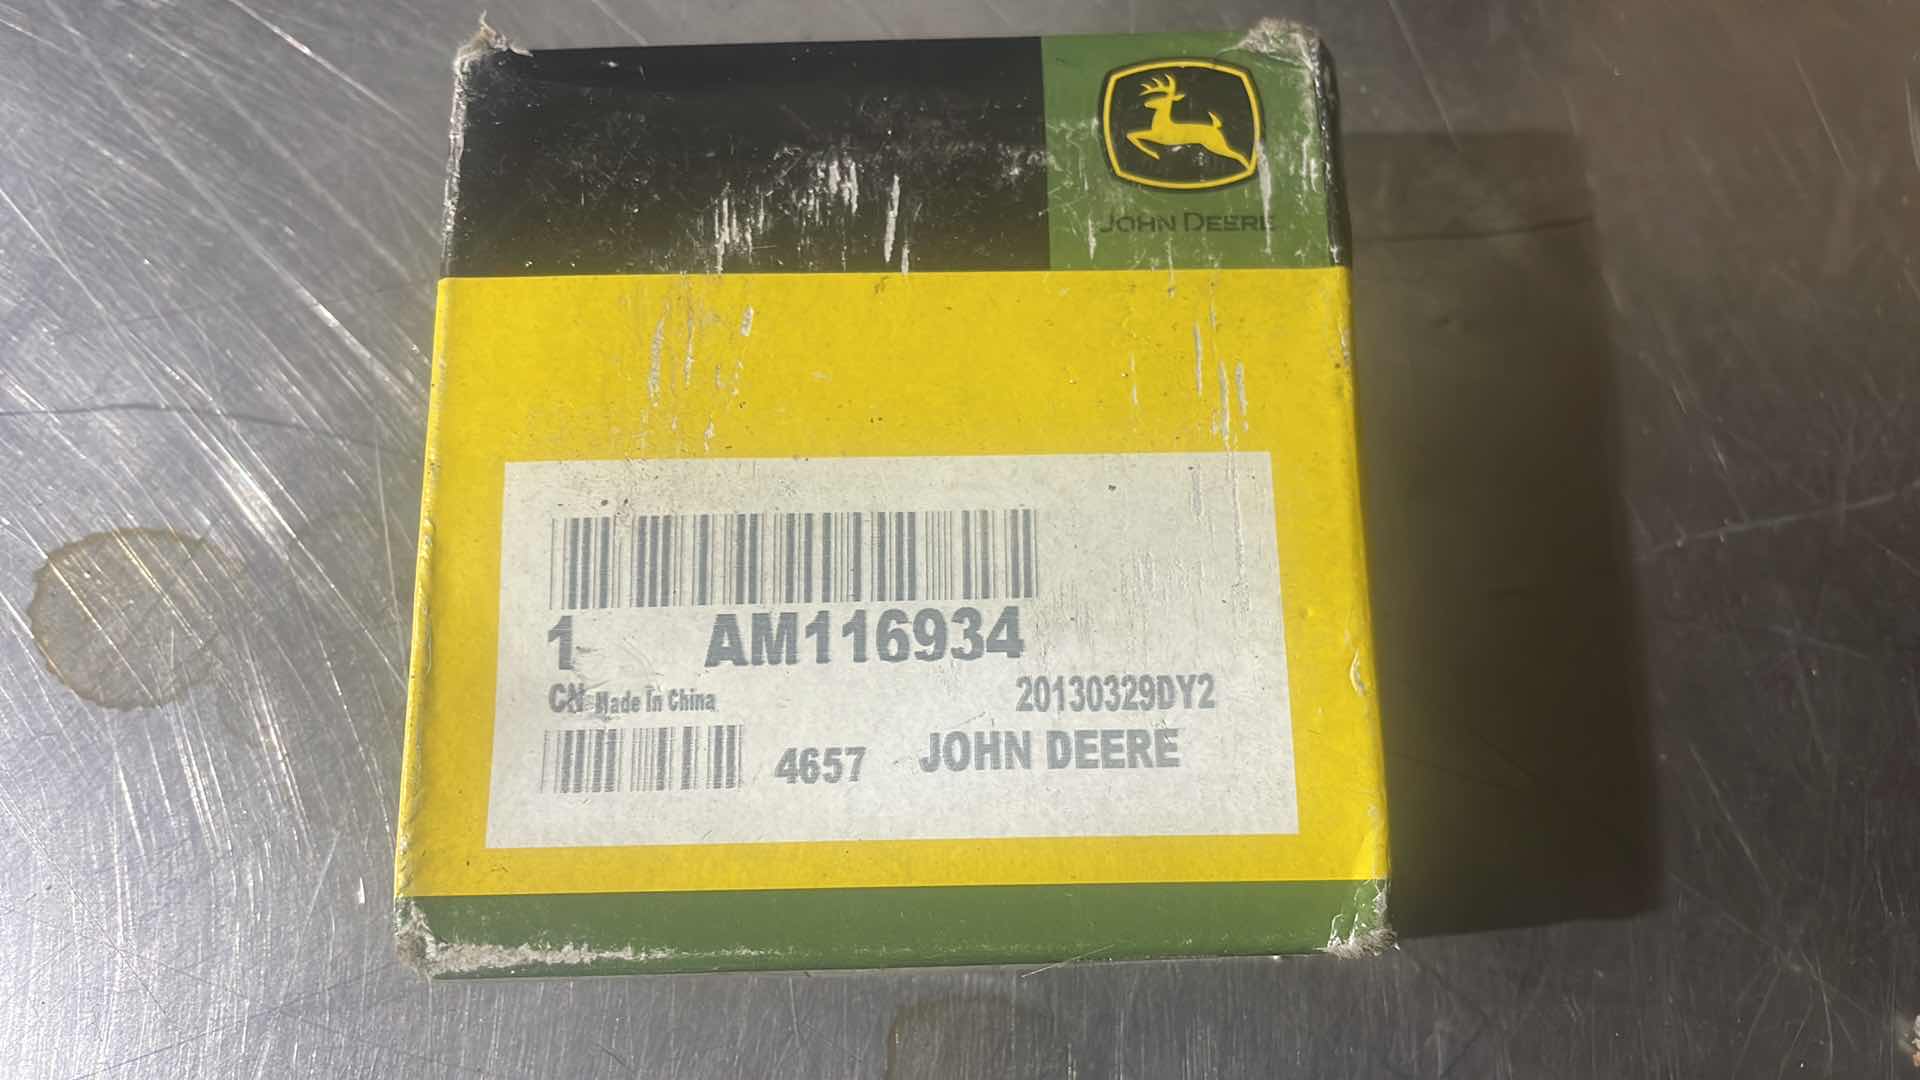 JOHN DEERE
1 AM116934
CN Made In China 20130329DY2
4657 JOHN DEERE